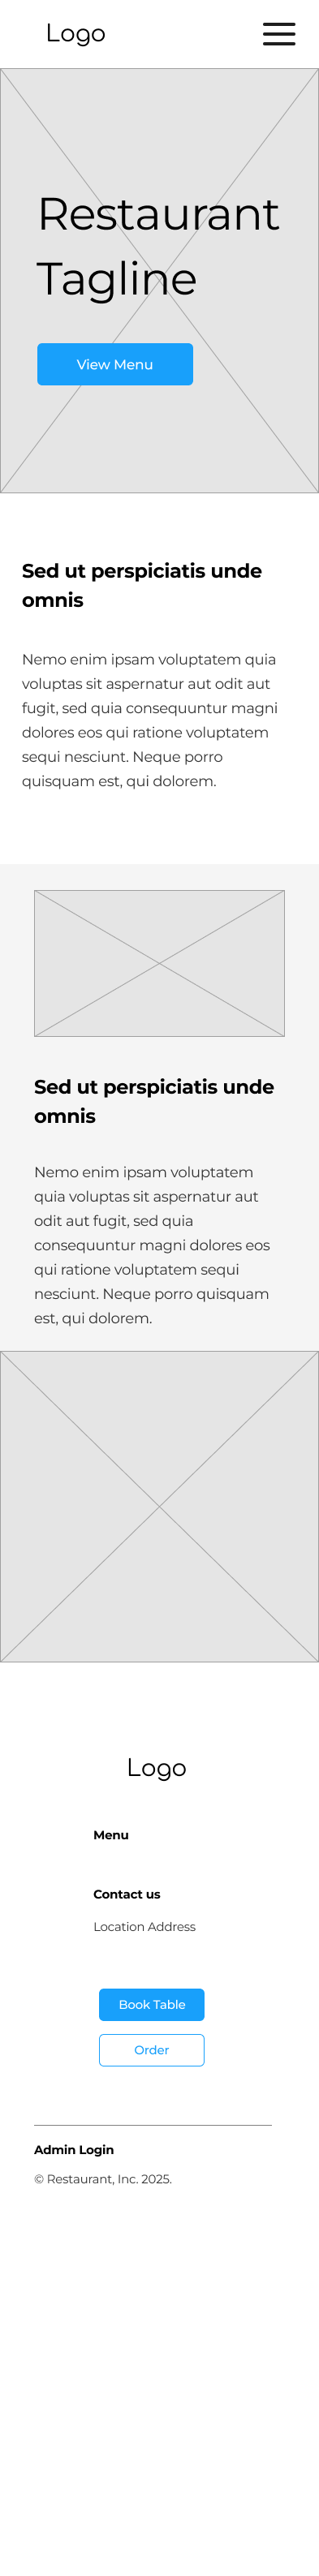 Logo
Restaurant
Tagline
View Menu
Sed ut perspiciatis unde
omnis
Nemo enim ipsam voluptatem quia
voluptas sit aspernatur aut odit aut
fugit, sed quia consequuntur magni
dolores eos qui ratione voluptatem
sequi nesciunt. Neque porro
quisquam est, qui dolorem.
Sed ut perspiciatis unde
omnis
Nemo enim ipsam voluptatem
quia voluptas sit aspernatur aut
odit aut fugit, sed quia
consequuntur magni dolores eos
qui ratione voluptatem sequi
nesciunt. Neque porro quisquam
est, qui dolorem.
Logo
Menu
Contact us
Location Address
Book Table
Order
Admin Login
© Restaurant, Inc. 2025.